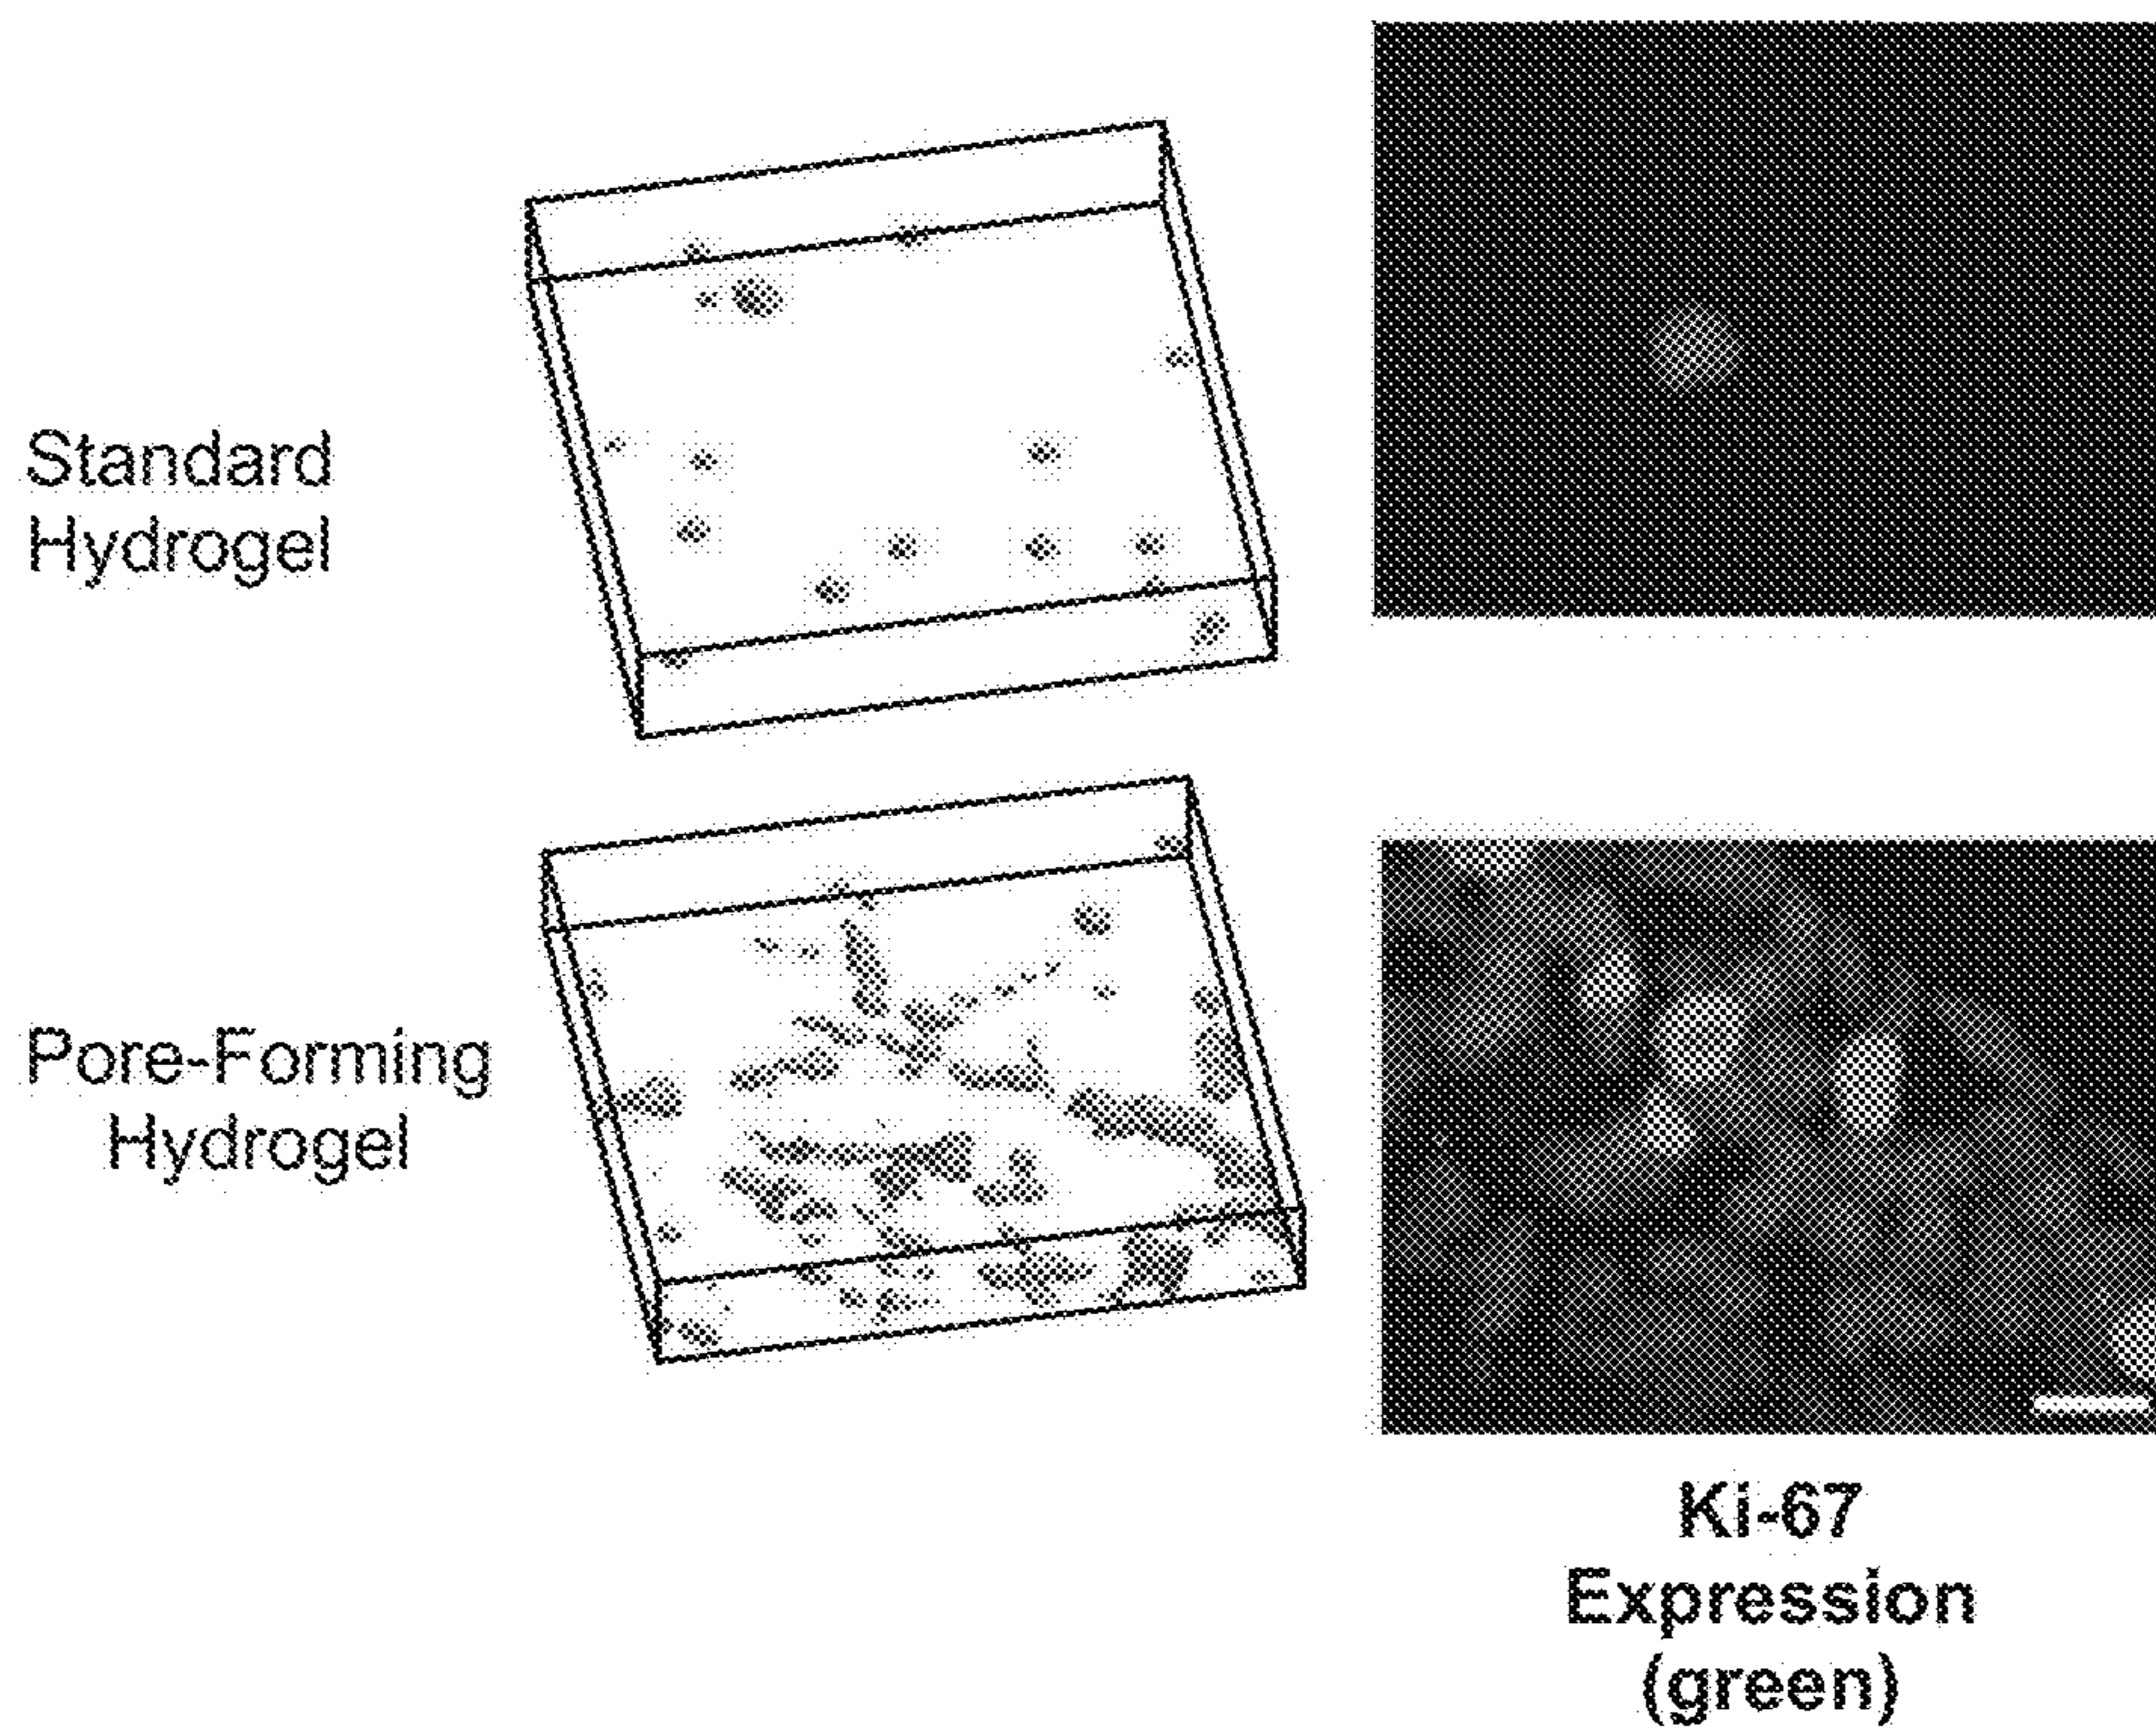 Standard
Hydrogel
Pore-Forming
Hydrogel
Ki-67
Expression
(green)